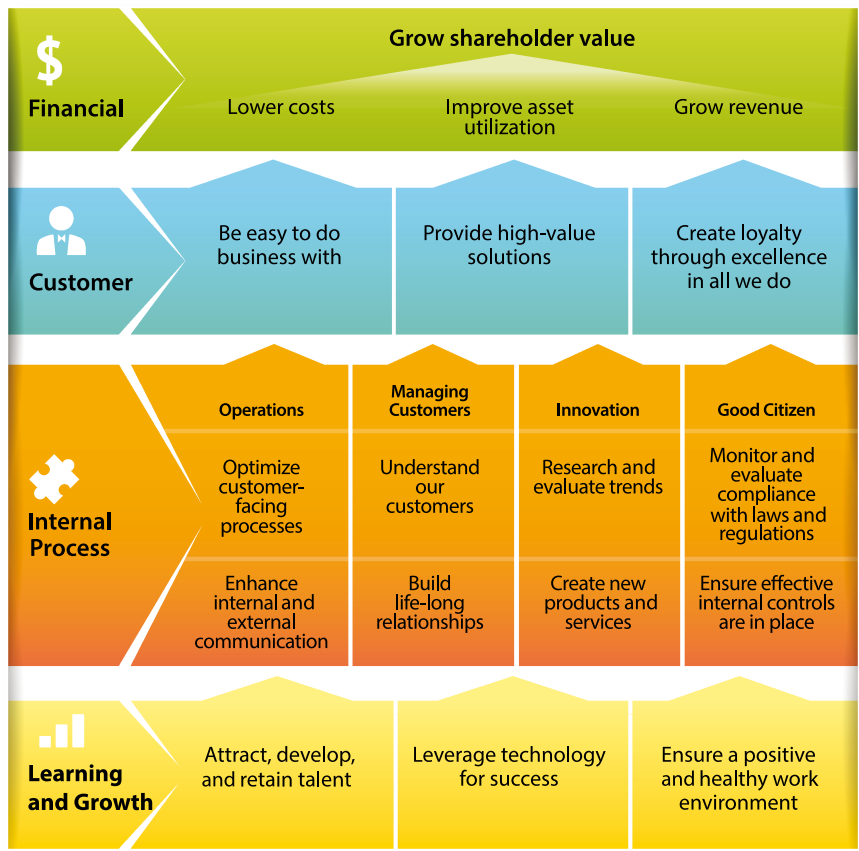 $
Financial
Grow shareholder value
Lower costs
Improve asset
utilization
Grow revenue
Customer
Be easy to do
business with
Provide high-value
solutions
Create loyalty
through excellence
in all we do
Internal
Process
Operations
Managing
Customers
Innovation
Good Citizen
Optimize
customer-
facing
processes
Understand
our
customers
Research and
evaluate trends
Monitor and
evaluate
compliance
with laws and
regulations
Enhance
internal and
external
communication
Build
life-long
relationships
Create new
products and
services
Ensure effective
internal controls
are in place
Learning
and Growth
Attract, develop,
and retain talent
Leverage technology
for success
Ensure a positive
and healthy work
environment